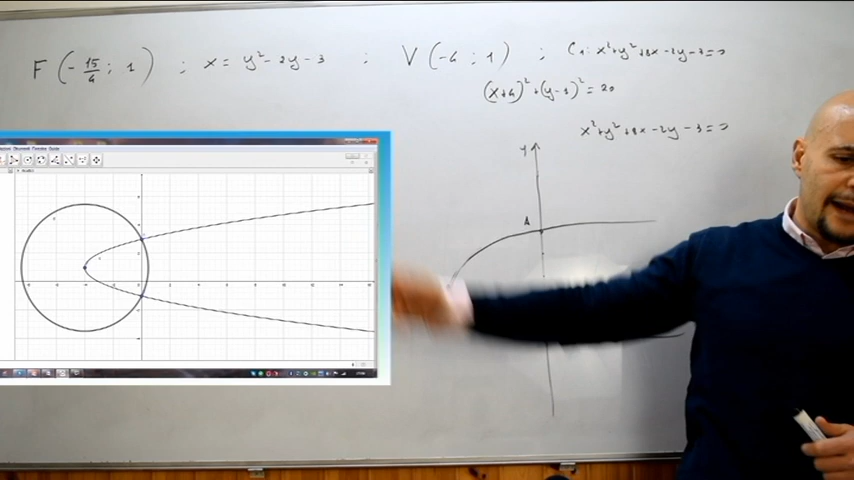 F (-15/4 ; 1) ; x = y² - 2y - 3 ; V (-4 ; 1) ; C1: x²+y²+8x-2y-3=0
(x+4)² + (y-1)² = 20
x²+y²+8x-2y-3=0
y
A